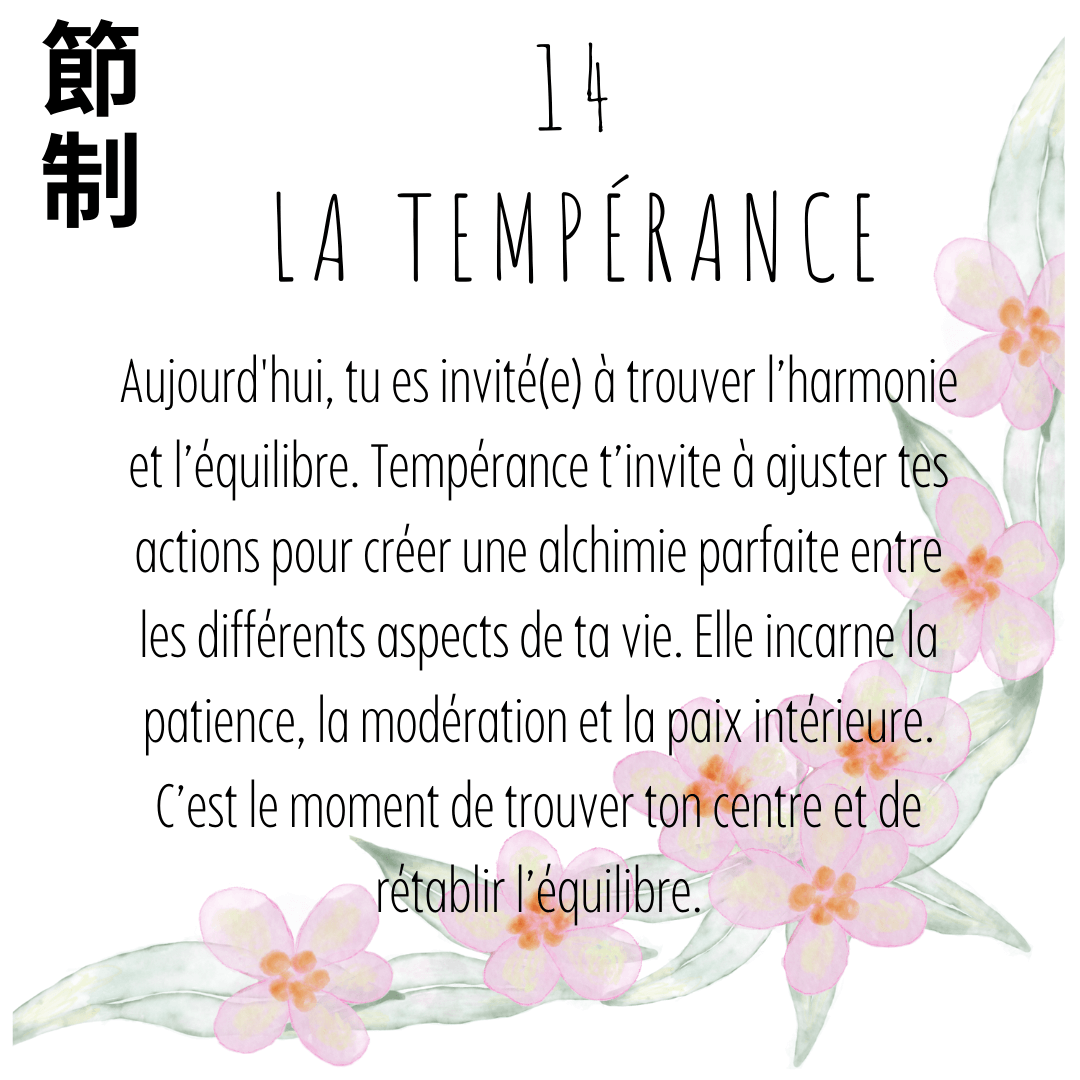 節
制
14
LA TEMPÉRANCE
Aujourd'hui, tu es invité(e) à trouver l’harmonie
et l’équilibre. Tempérance t’invite à ajuster tes
actions pour créer une alchimie parfaite entre
les différents aspects de ta vie. Elle incarne la
patience, la modération et la paix intérieure.
C’est le moment de trouver ton centre et de
rétablir l’équilibre.